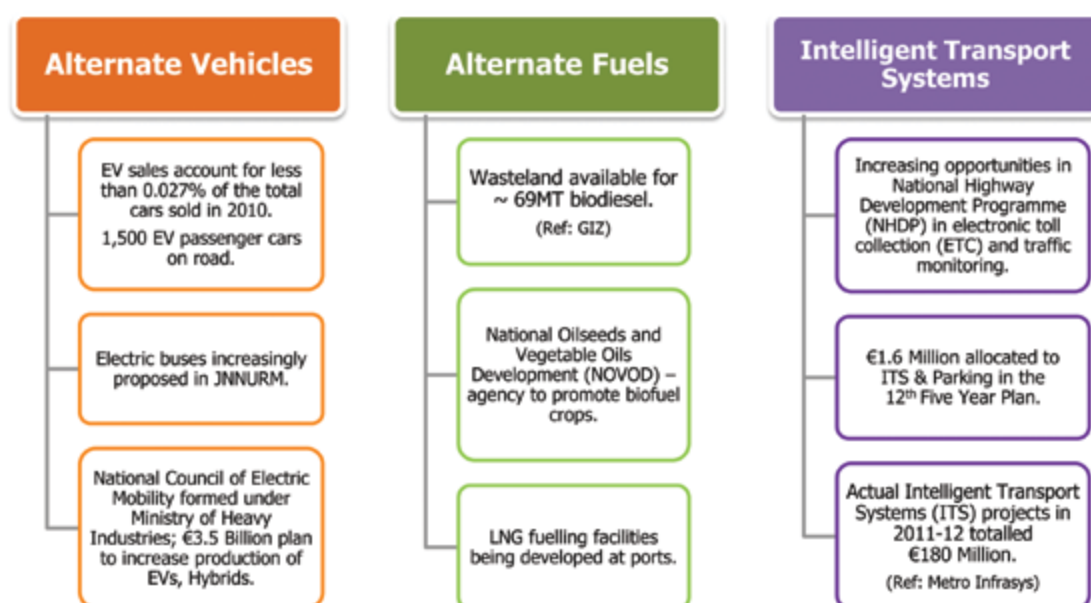 Alternate Vehicles
EV sales account for less
than 0.027% of the total
cars sold in 2010.
1,500 EV passenger cars
on road.
Electric buses increasingly
proposed in JNNURM.
National Council of Electric
Mobility formed under
Ministry of Heavy
Industries; €3.5 Billion plan
to increase production of
EVs, Hybrids.
Alternate Fuels
Wasteland available for
~ 69MT biodiesel.
(Ref: GIZ)
National Oilseeds and
Vegetable Oils
Development (NOVOD) –
agency to promote biofuel
crops.
LNG fuelling facilities
being developed at ports.
Intelligent Transport
Systems
Increasing opportunities in
National Highway
Development Programme
(NHDP) in electronic toll
collection (ETC) and traffic
monitoring.
€1.6 Million allocated to
ITS & Parking in the
12th Five Year Plan.
Actual Intelligent Transport
Systems (ITS) projects in
2011-12 totalled
€180 Million.
(Ref: Metro Infrasys)